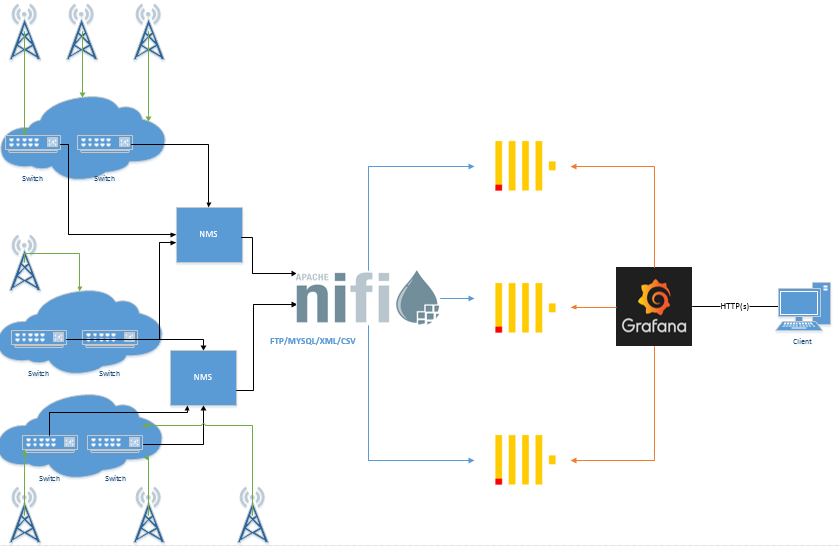 Switch
Switch
NMS
APACHE
nifi
FTP/MYSQL/XML/CSV
Grafana
HTTP(s)
Client
Switch
Switch
NMS
Switch
Switch